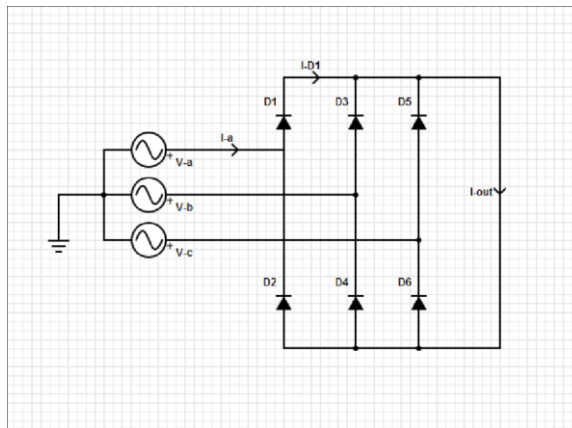 I-D1
D1 D3 D5
I-a
V-a
I-out
V-b
V-c
D2 D4 D6